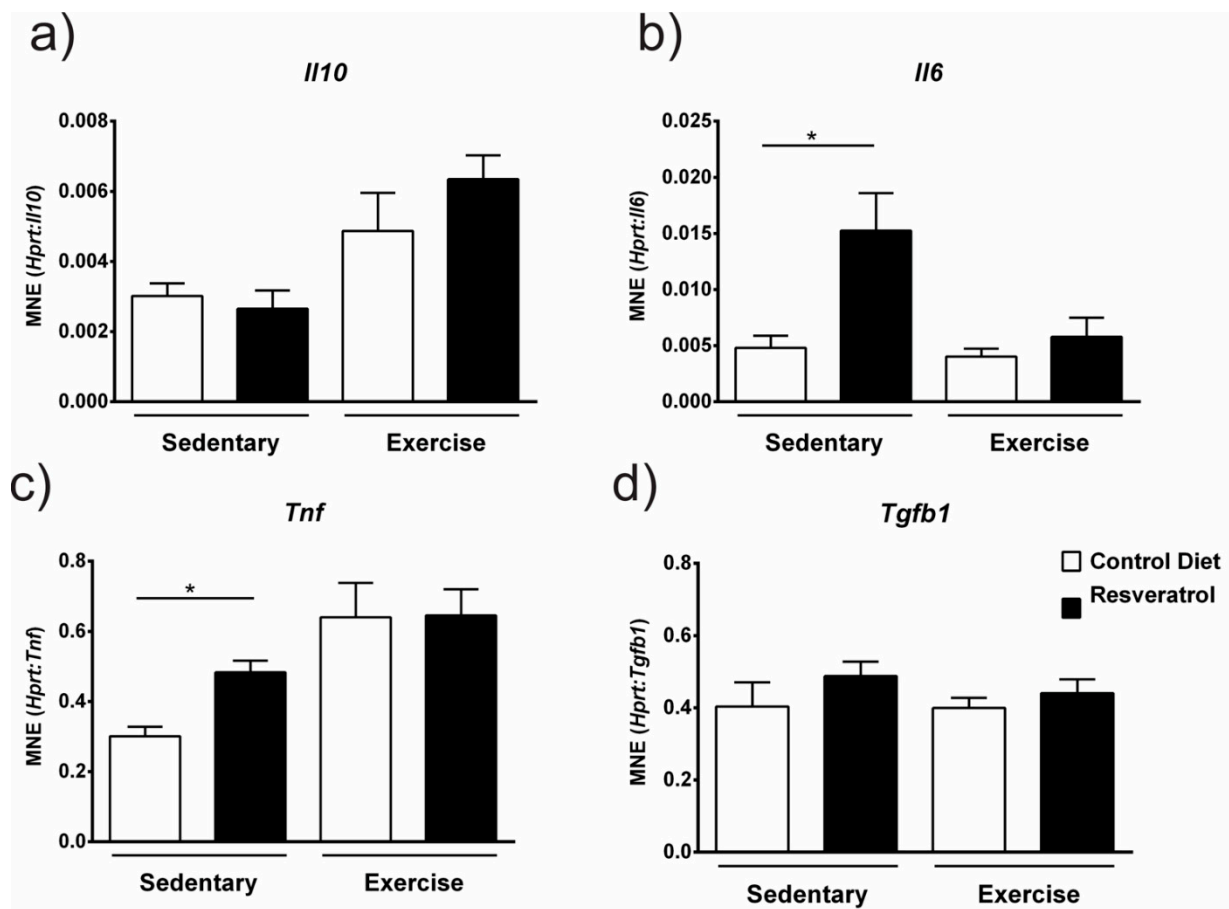 a)
Il10
0.008
0.006
0.004
0.002
0.000
MNE (Hprt:Il10)
Sedentary
Exercise
b)
Il6
0.025
0.020
0.015
0.010
0.005
0.000
MNE (Hprt:Il6)
*
Sedentary
Exercise
c)
Tnf
0.8
0.6
0.4
0.2
0.0
MNE (Hprt:Tnf)
*
Sedentary
Exercise
d)
Tgfb1
0.8
0.6
0.4
0.2
0.0
MNE (Hprt:Tgfb1)
Control Diet
Resveratrol
Sedentary
Exercise